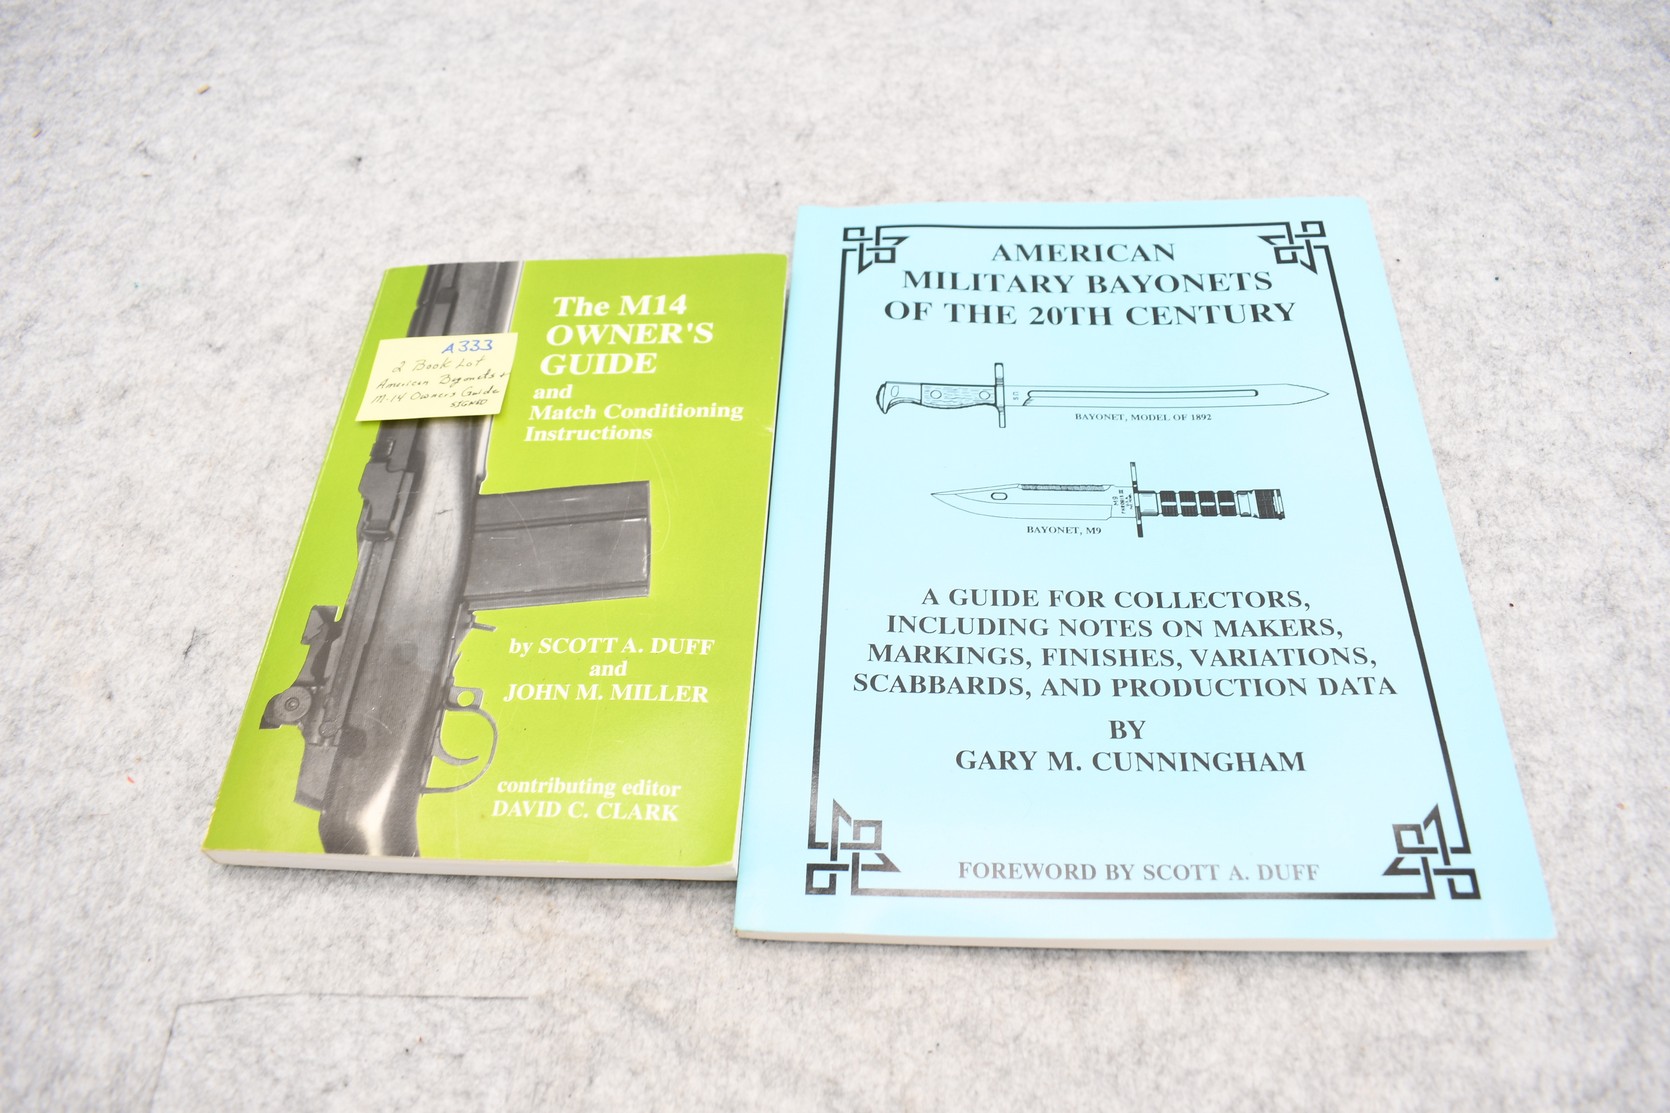 The M14
OWNER'S
GUIDE
and
Match Conditioning
Instructions
A333
2 Book Lot
American Bayonets &
M-14 Owners Guide
SIGNED
by SCOTT A. DUFF
and
JOHN M. MILLER
contributing editor
DAVID C. CLARK
AMERICAN
MILITARY BAYONETS
OF THE 20TH CENTURY
US
BAYONET, MODEL OF 1892
M9
BAYONET, M9
A GUIDE FOR COLLECTORS,
INCLUDING NOTES ON MAKERS,
MARKINGS, FINISHES, VARIATIONS,
SCABBARDS, AND PRODUCTION DATA
BY
GARY M. CUNNINGHAM
FOREWORD BY SCOTT A. DUFF